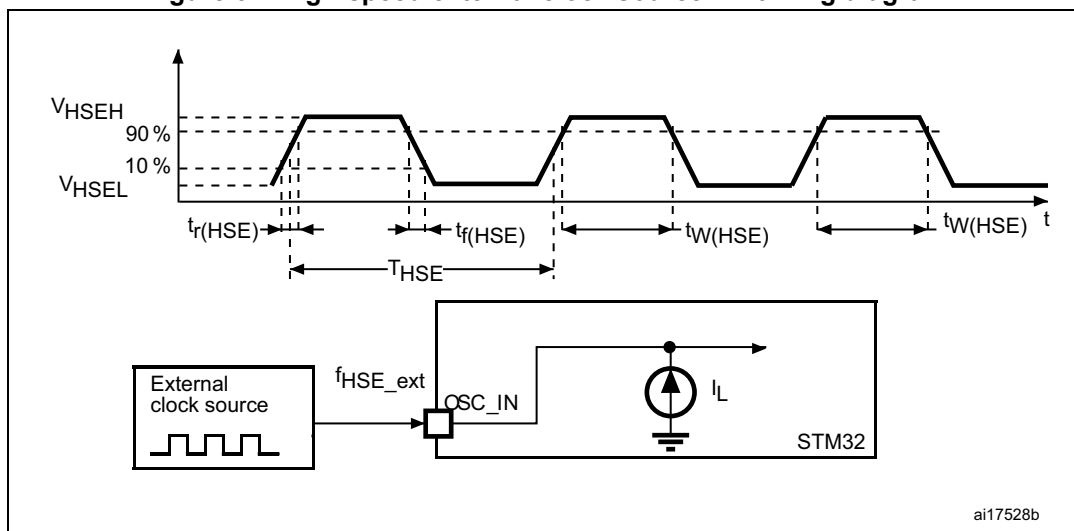 VHSEH
90 %
10 %
VHSEL
tr(HSE)
tf(HSE)
tW(HSE)
tW(HSE)
t
THSE
External
clock source
fHSE_ext
OSC_IN
IL
STM32
ai17528b